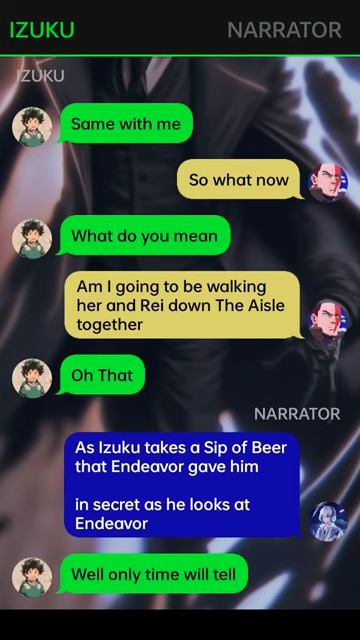 IZUKU NARRATOR
IZUKU
Same with me
So what now
What do you mean
Am I going to be walking
her and Rei down The Aisle
together
Oh That
NARRATOR
As Izuku takes a Sip of Beer
that Endeavor gave him
in secret as he looks at
Endeavor
Well only time will tell